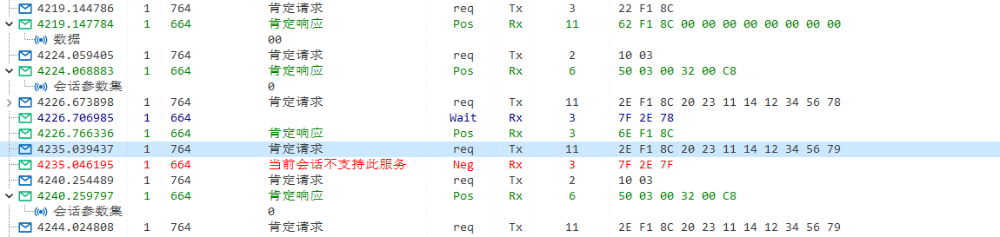 4219.144786 1 764 肯定请求 req Tx 3 22 F1 8C
4219.147784 1 664 肯定响应 Pos Rx 11 62 F1 8C 00 00 00 00 00 00 00 00
数据 00
4224.059405 1 764 肯定请求 req Tx 2 10 03
4224.068883 1 664 肯定响应 Pos Rx 6 50 03 00 32 00 C8
会话参数集 0
4226.673898 1 764 肯定请求 req Tx 11 2E F1 8C 20 23 11 14 12 34 56 78
4226.706985 1 664 Wait Rx 3 7F 2E 78
4226.766336 1 664 肯定响应 Pos Rx 3 6E F1 8C
4235.039437 1 764 肯定请求 req Tx 11 2E F1 8C 20 23 11 14 12 34 56 79
4235.046195 1 664 当前会话不支持此服务 Neg Rx 3 7F 2E 7F
4240.254489 1 764 肯定请求 req Tx 2 10 03
4240.259797 1 664 肯定响应 Pos Rx 6 50 03 00 32 00 C8
会话参数集 0
4244.024808 1 764 肯定请求 req Tx 11 2E F1 8C 20 23 11 14 12 34 56 79